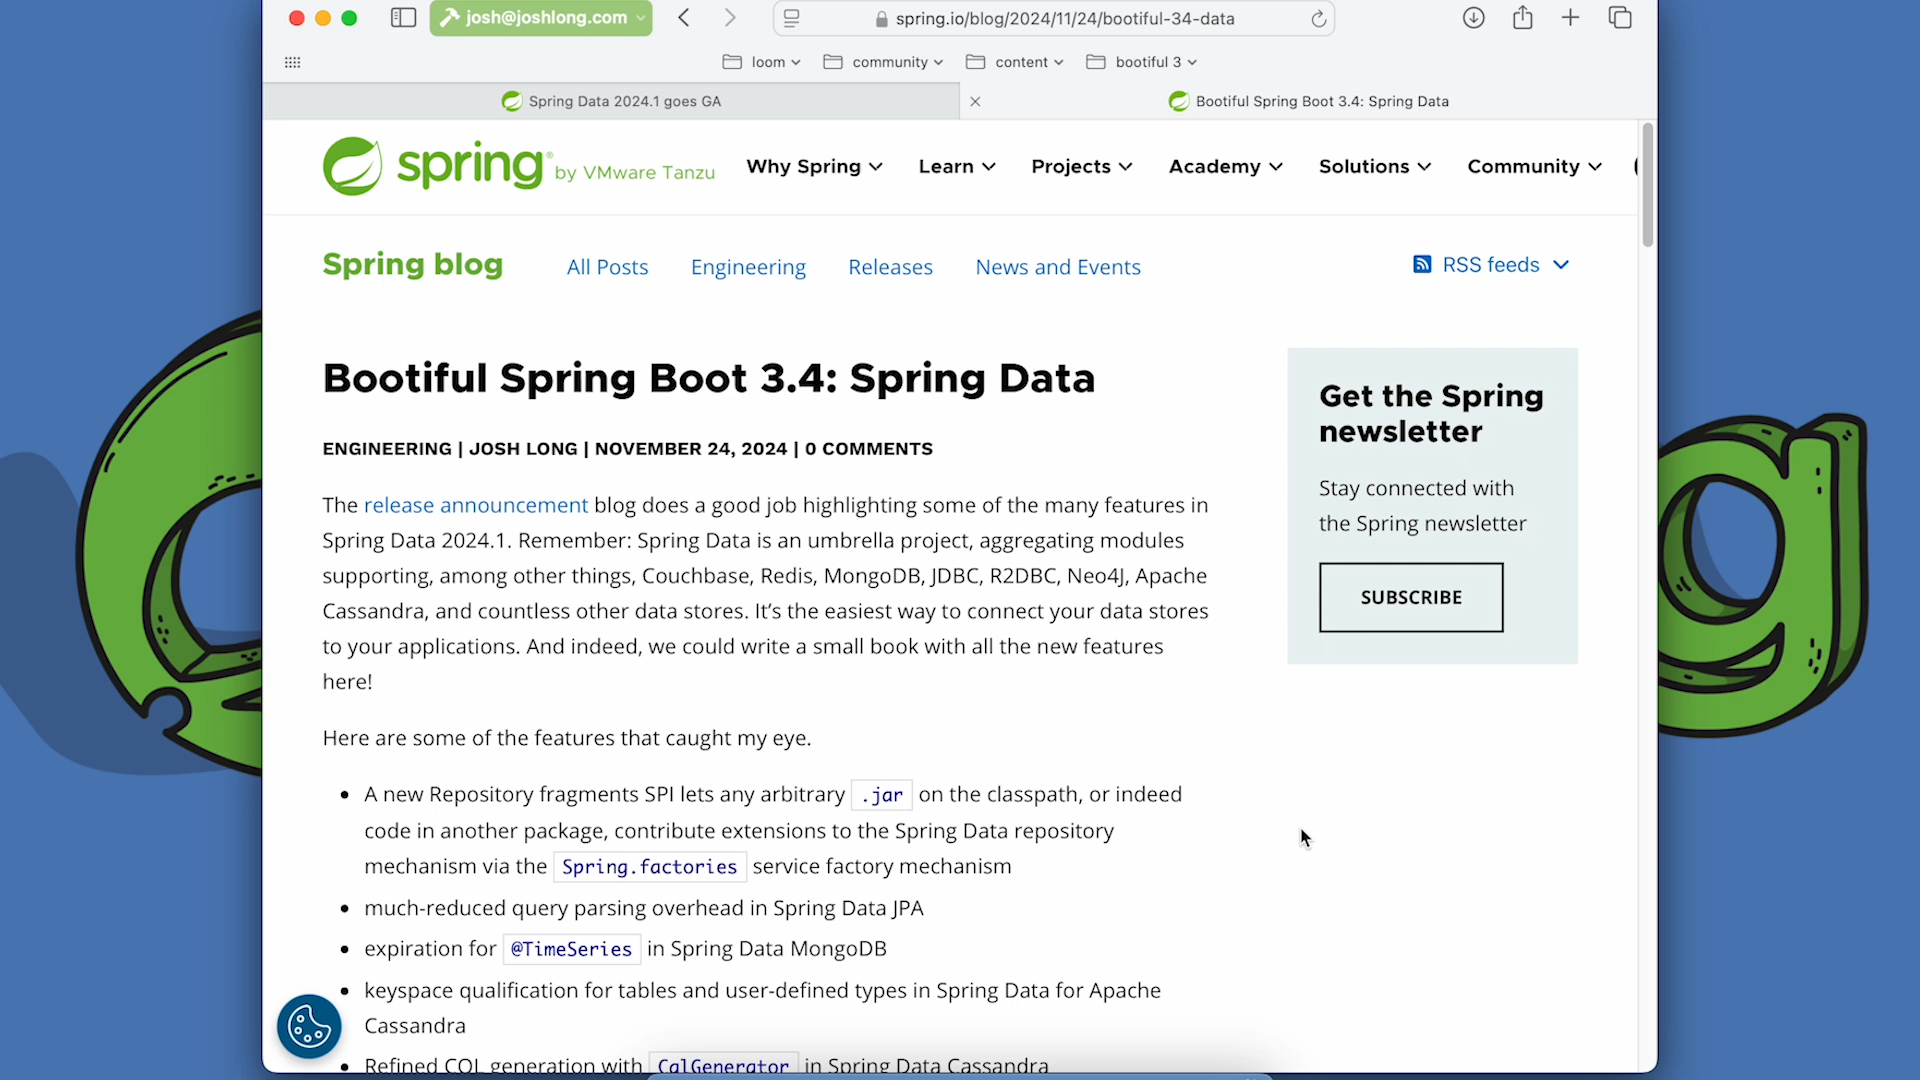 josh@joshlong.com
spring.io/blog/2024/11/24/bootiful-34-data
loom
community
content
bootiful 3
Spring Data 2024.1 goes GA
Bootiful Spring Boot 3.4: Spring Data
spring® by VMware Tanzu
Why Spring
Learn
Projects
Academy
Solutions
Community
Spring blog
All Posts
Engineering
Releases
News and Events
RSS feeds
Bootiful Spring Boot 3.4: Spring Data
ENGINEERING | JOSH LONG | NOVEMBER 24, 2024 | 0 COMMENTS
The release announcement blog does a good job highlighting some of the many features in
Spring Data 2024.1. Remember: Spring Data is an umbrella project, aggregating modules
supporting, among other things, Couchbase, Redis, MongoDB, JDBC, R2DBC, Neo4J, Apache
Cassandra, and countless other data stores. It's the easiest way to connect your data stores
to your applications. And indeed, we could write a small book with all the new features
here!
Here are some of the features that caught my eye.
• A new Repository fragments SPI lets any arbitrary .jar on the classpath, or indeed
code in another package, contribute extensions to the Spring Data repository
mechanism via the Spring.factories service factory mechanism
• much-reduced query parsing overhead in Spring Data JPA
• expiration for @TimeSeries in Spring Data MongoDB
• keyspace qualification for tables and user-defined types in Spring Data for Apache
Cassandra
• Refined CQL generation with CqlGenerator in Spring Data Cassandra
Get the Spring
newsletter
Stay connected with
the Spring newsletter
SUBSCRIBE
g